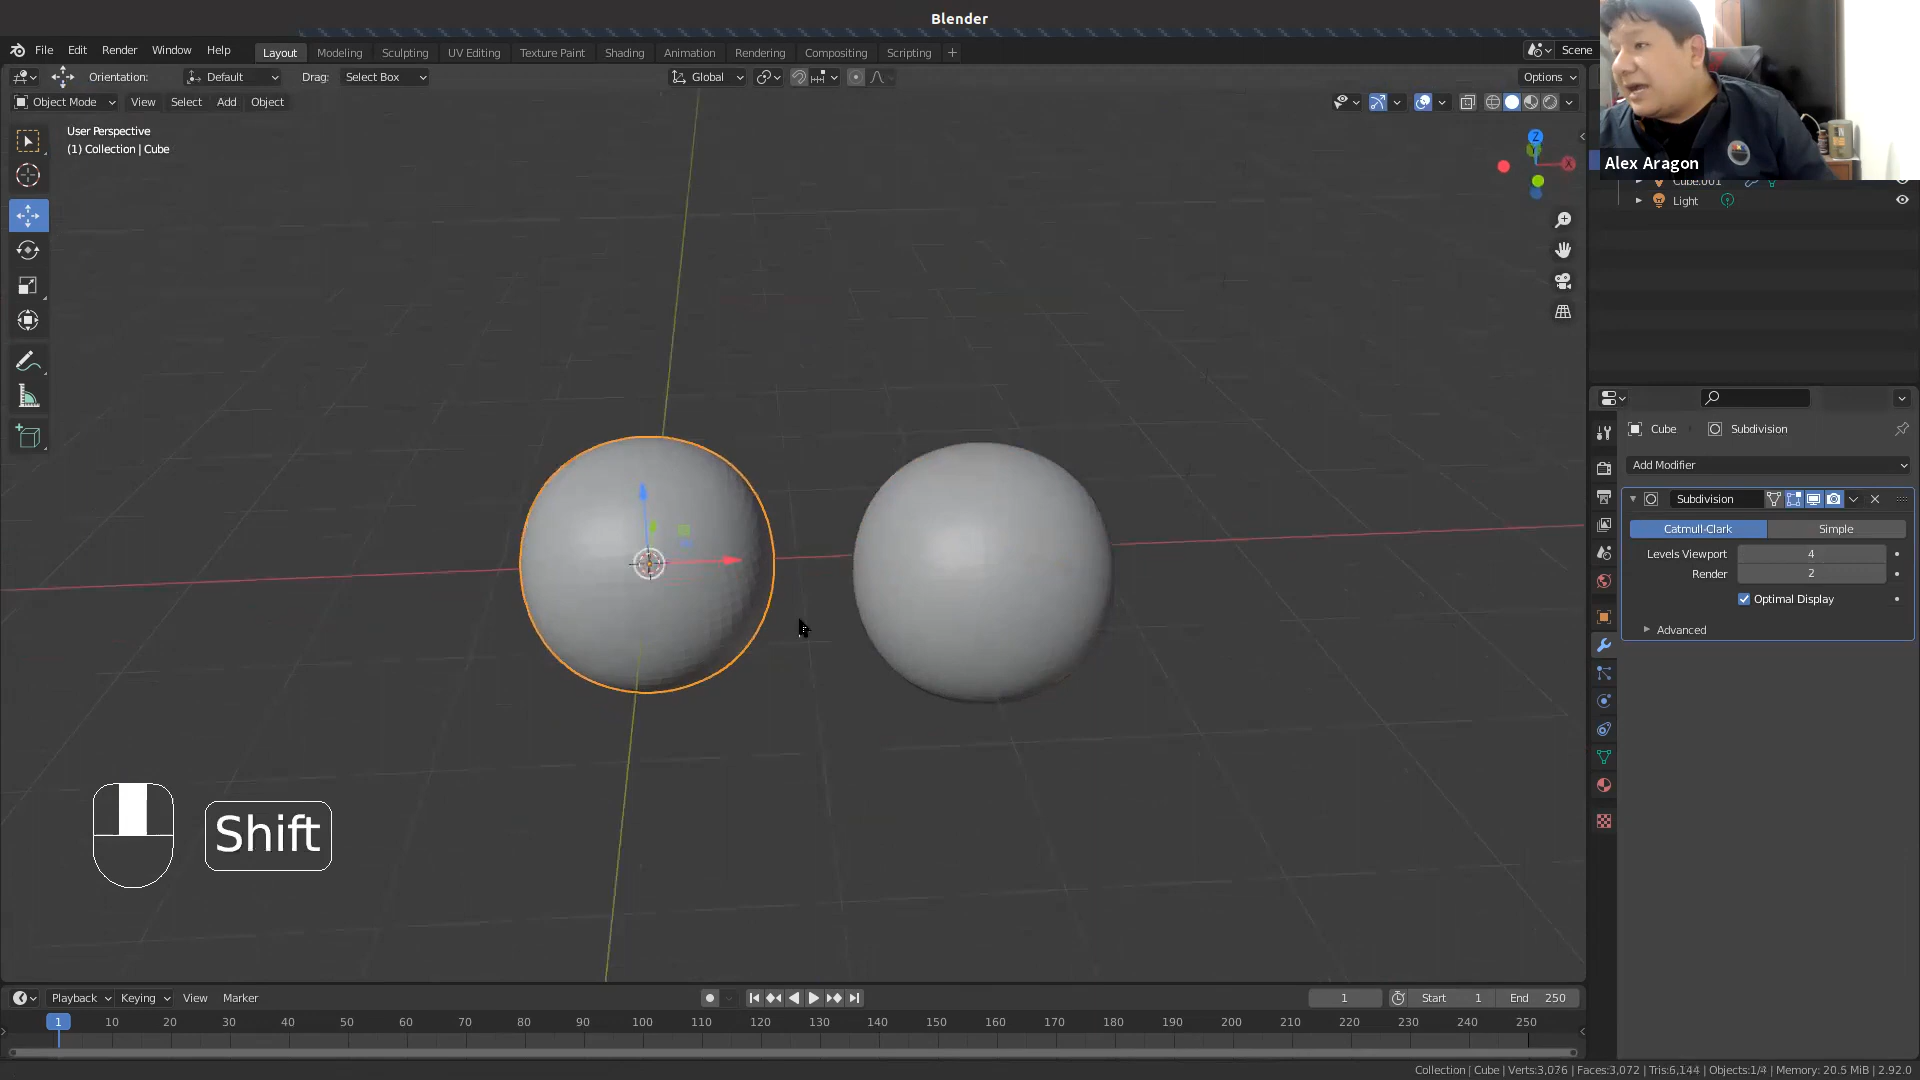 Blender
File Edit Render Window Help
Layout Modeling Sculpting UV Editing Texture Paint Shading Animation Rendering Compositing Scripting +
Scene
Orientation: Default Drag: Select Box Global Options
Object Mode View Select Add Object
User Perspective
(1) Collection | Cube
Z
X
Y
Alex Aragon
Cube.001
Light
Cube Subdivision
Add Modifier
Subdivision
Catmull-Clark Simple
Levels Viewport 4
Render 2
Optimal Display
Advanced
Shift
Playback Keying View Marker 1 Start 1 End 250
1 10 20 30 40 50 60 70 80 90 100 110 120 130 140 150 160 170 180 190 200 210 220 230 240 250
Collection | Cube | Verts:3,076 | Faces:3,072 | Tris:6,144 | Objects:1/4 | Memory: 20.5 MiB | 2.92.0